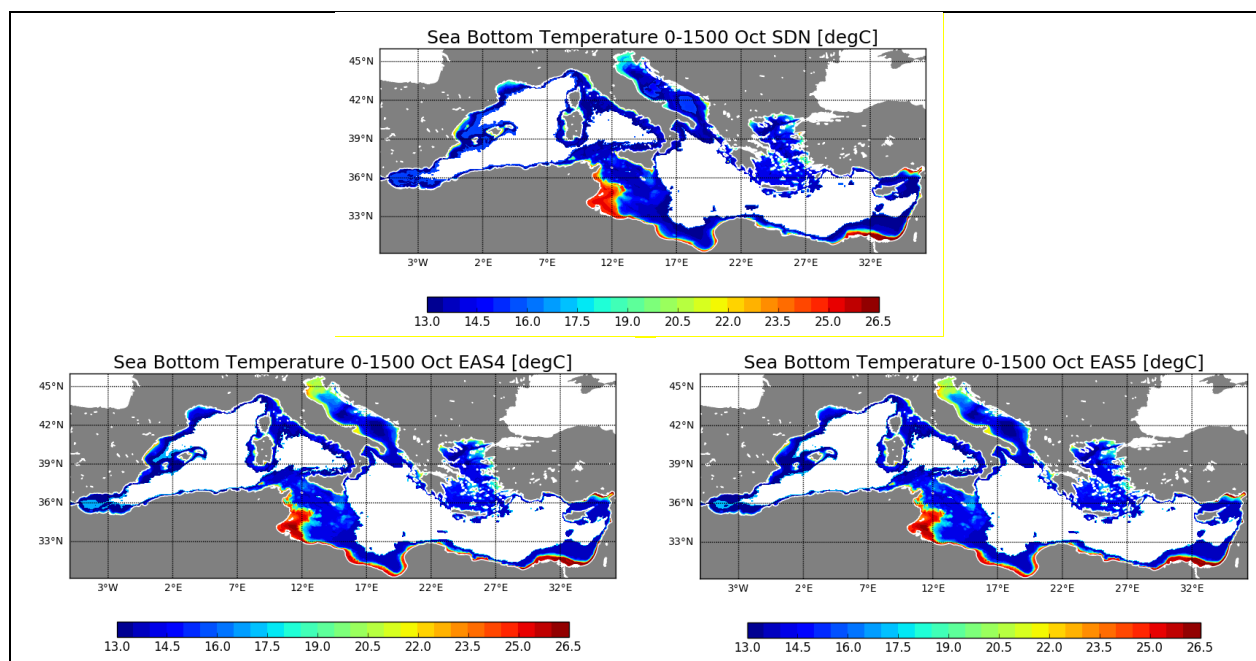 Sea Bottom Temperature 0-1500 Oct SDN [degC]
45°N
42°N
39°N
36°N
33°N
3°W 2°E 7°E 12°E 17°E 22°E 27°E 32°E
13.0 14.5 16.0 17.5 19.0 20.5 22.0 23.5 25.0 26.5
Sea Bottom Temperature 0-1500 Oct EAS4 [degC]
45°N
42°N
39°N
36°N
33°N
3°W 2°E 7°E 12°E 17°E 22°E 27°E 32°E
13.0 14.5 16.0 17.5 19.0 20.5 22.0 23.5 25.0 26.5
Sea Bottom Temperature 0-1500 Oct EAS5 [degC]
45°N
42°N
39°N
36°N
33°N
3°W 2°E 7°E 12°E 17°E 22°E 27°E 32°E
13.0 14.5 16.0 17.5 19.0 20.5 22.0 23.5 25.0 26.5